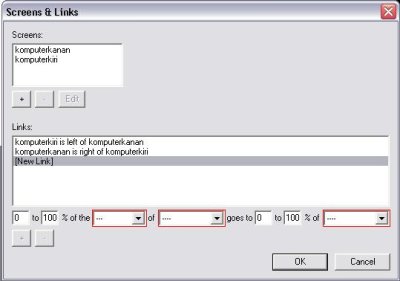 Screens & Links
Screens:
komputerkanan
komputerkiri
+ - Edit
Links:
komputerkiri is left of komputerkanan
komputerkanan is right of komputerkiri
[New Link]
0 to 100 % of the --- of ---- goes to 0 to 100 % of ----
+ -
OK Cancel